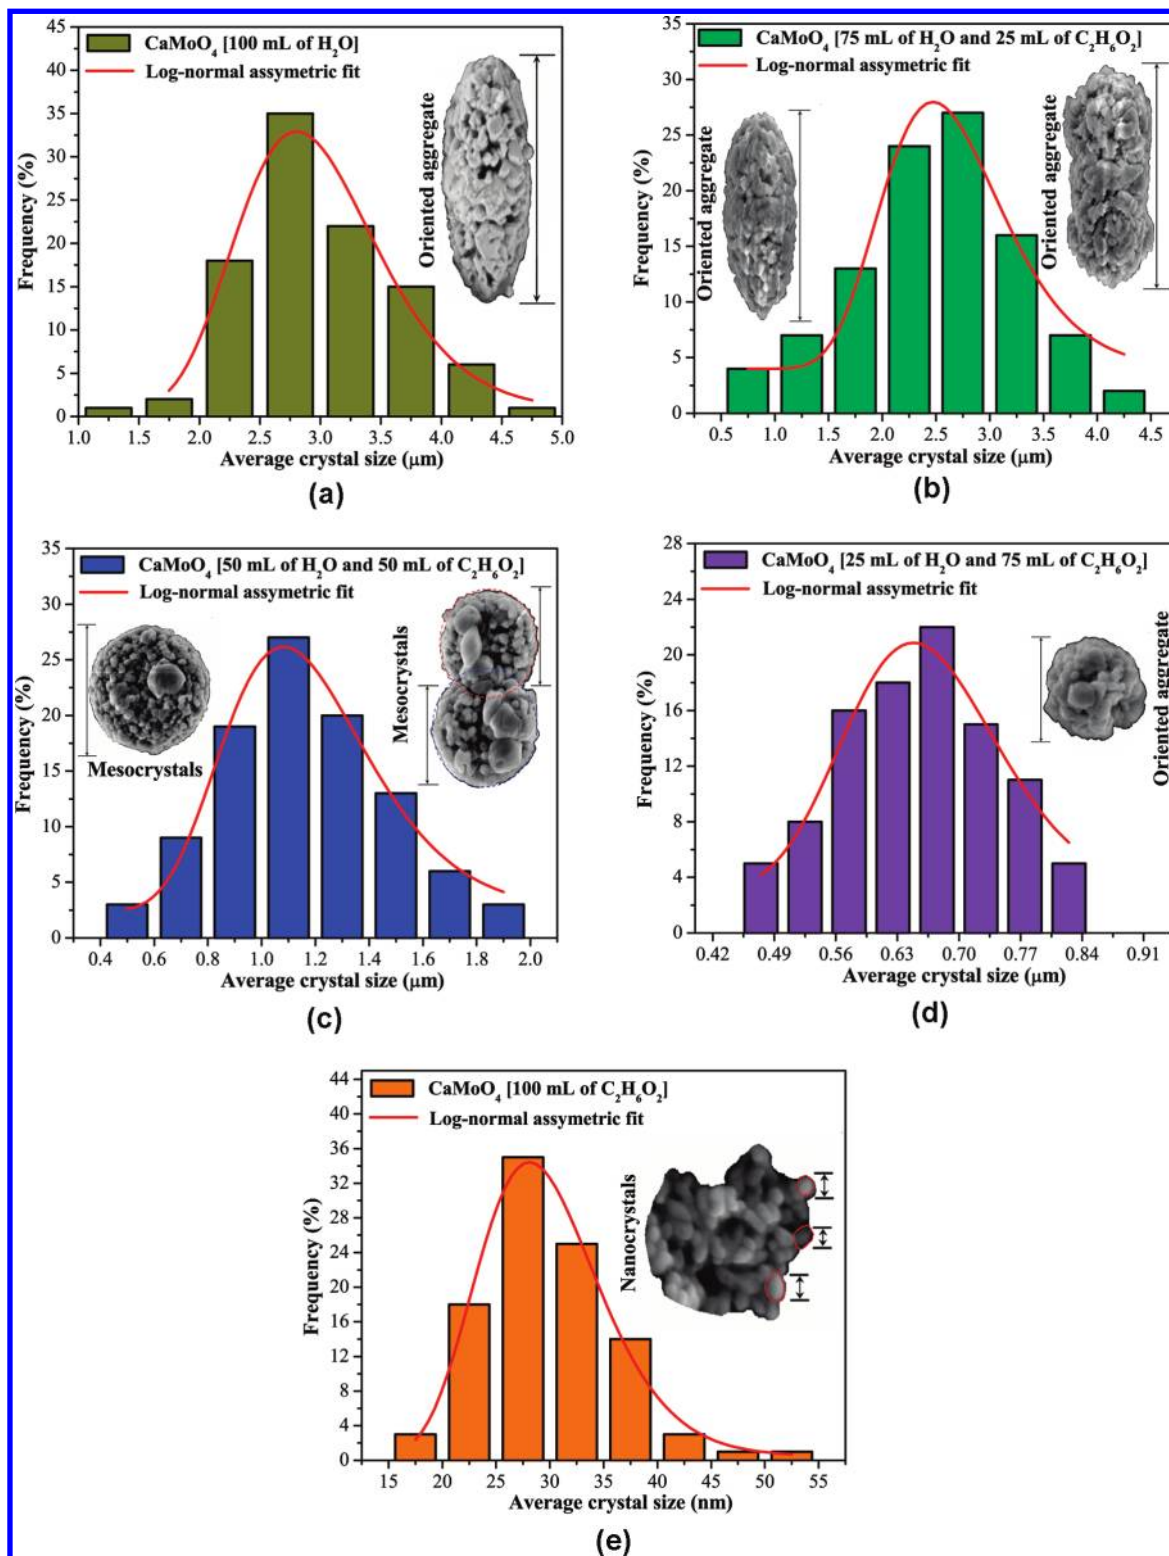 CaMoO₄ [100 mL of H₂O]
Log-normal assymetric fit
45
40
35
30
25
20
15
10
5
0
Frequency (%)
Oriented aggregate
1.0 1.5 2.0 2.5 3.0 3.5 4.0 4.5 5.0
Average crystal size (μm)
(a)
CaMoO₄ [75 mL of H₂O and 25 mL of C₂H₆O₂]
Log-normal assymetric fit
35
30
25
20
15
10
5
0
Frequency (%)
Oriented aggregate
Oriented aggregate
0.5 1.0 1.5 2.0 2.5 3.0 3.5 4.0 4.5
Average crystal size (μm)
(b)
CaMoO₄ [50 mL of H₂O and 50 mL of C₂H₆O₂]
Log-normal assymetric fit
35
30
25
20
15
10
5
0
Frequency (%)
Mesocrystals
Mesocrystals
0.4 0.6 0.8 1.0 1.2 1.4 1.6 1.8 2.0
Average crystal size (μm)
(c)
CaMoO₄ [25 mL of H₂O and 75 mL of C₂H₆O₂]
Log-normal assymetric fit
28
24
20
16
12
8
4
0
Frequency (%)
Oriented aggregate
0.42 0.49 0.56 0.63 0.70 0.77 0.84 0.91
Average crystal size (μm)
(d)
CaMoO₄ [100 mL of C₂H₆O₂]
Log-normal assymetric fit
44
40
36
32
28
24
20
16
12
8
4
0
Frequency (%)
Nanocrystals
15 20 25 30 35 40 45 50 55
Average crystal size (nm)
(e)